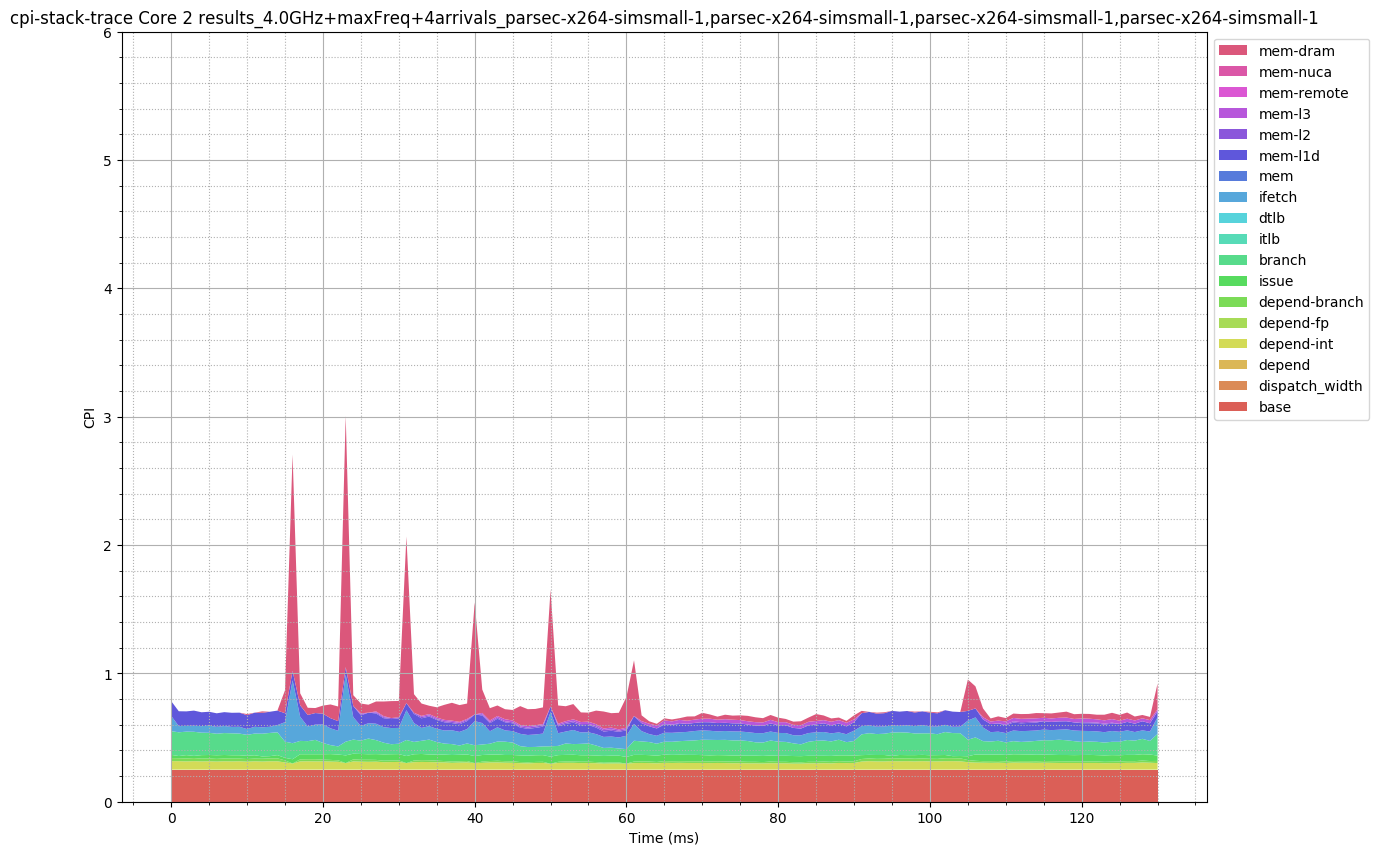 cpi-stack-trace Core 2 results_4.0GHz+maxFreq+4arrivals_parsec-x264-simsmall-1,parsec-x264-simsmall-1,parsec-x264-simsmall-1,parsec-x264-simsmall-1
6
5
4
3
2
1
0
CPI
0 20 40 60 80 100 120
Time (ms)
mem-dram
mem-nuca
mem-remote
mem-l3
mem-l2
mem-l1d
mem
ifetch
dtlb
itlb
branch
issue
depend-branch
depend-fp
depend-int
depend
dispatch_width
base